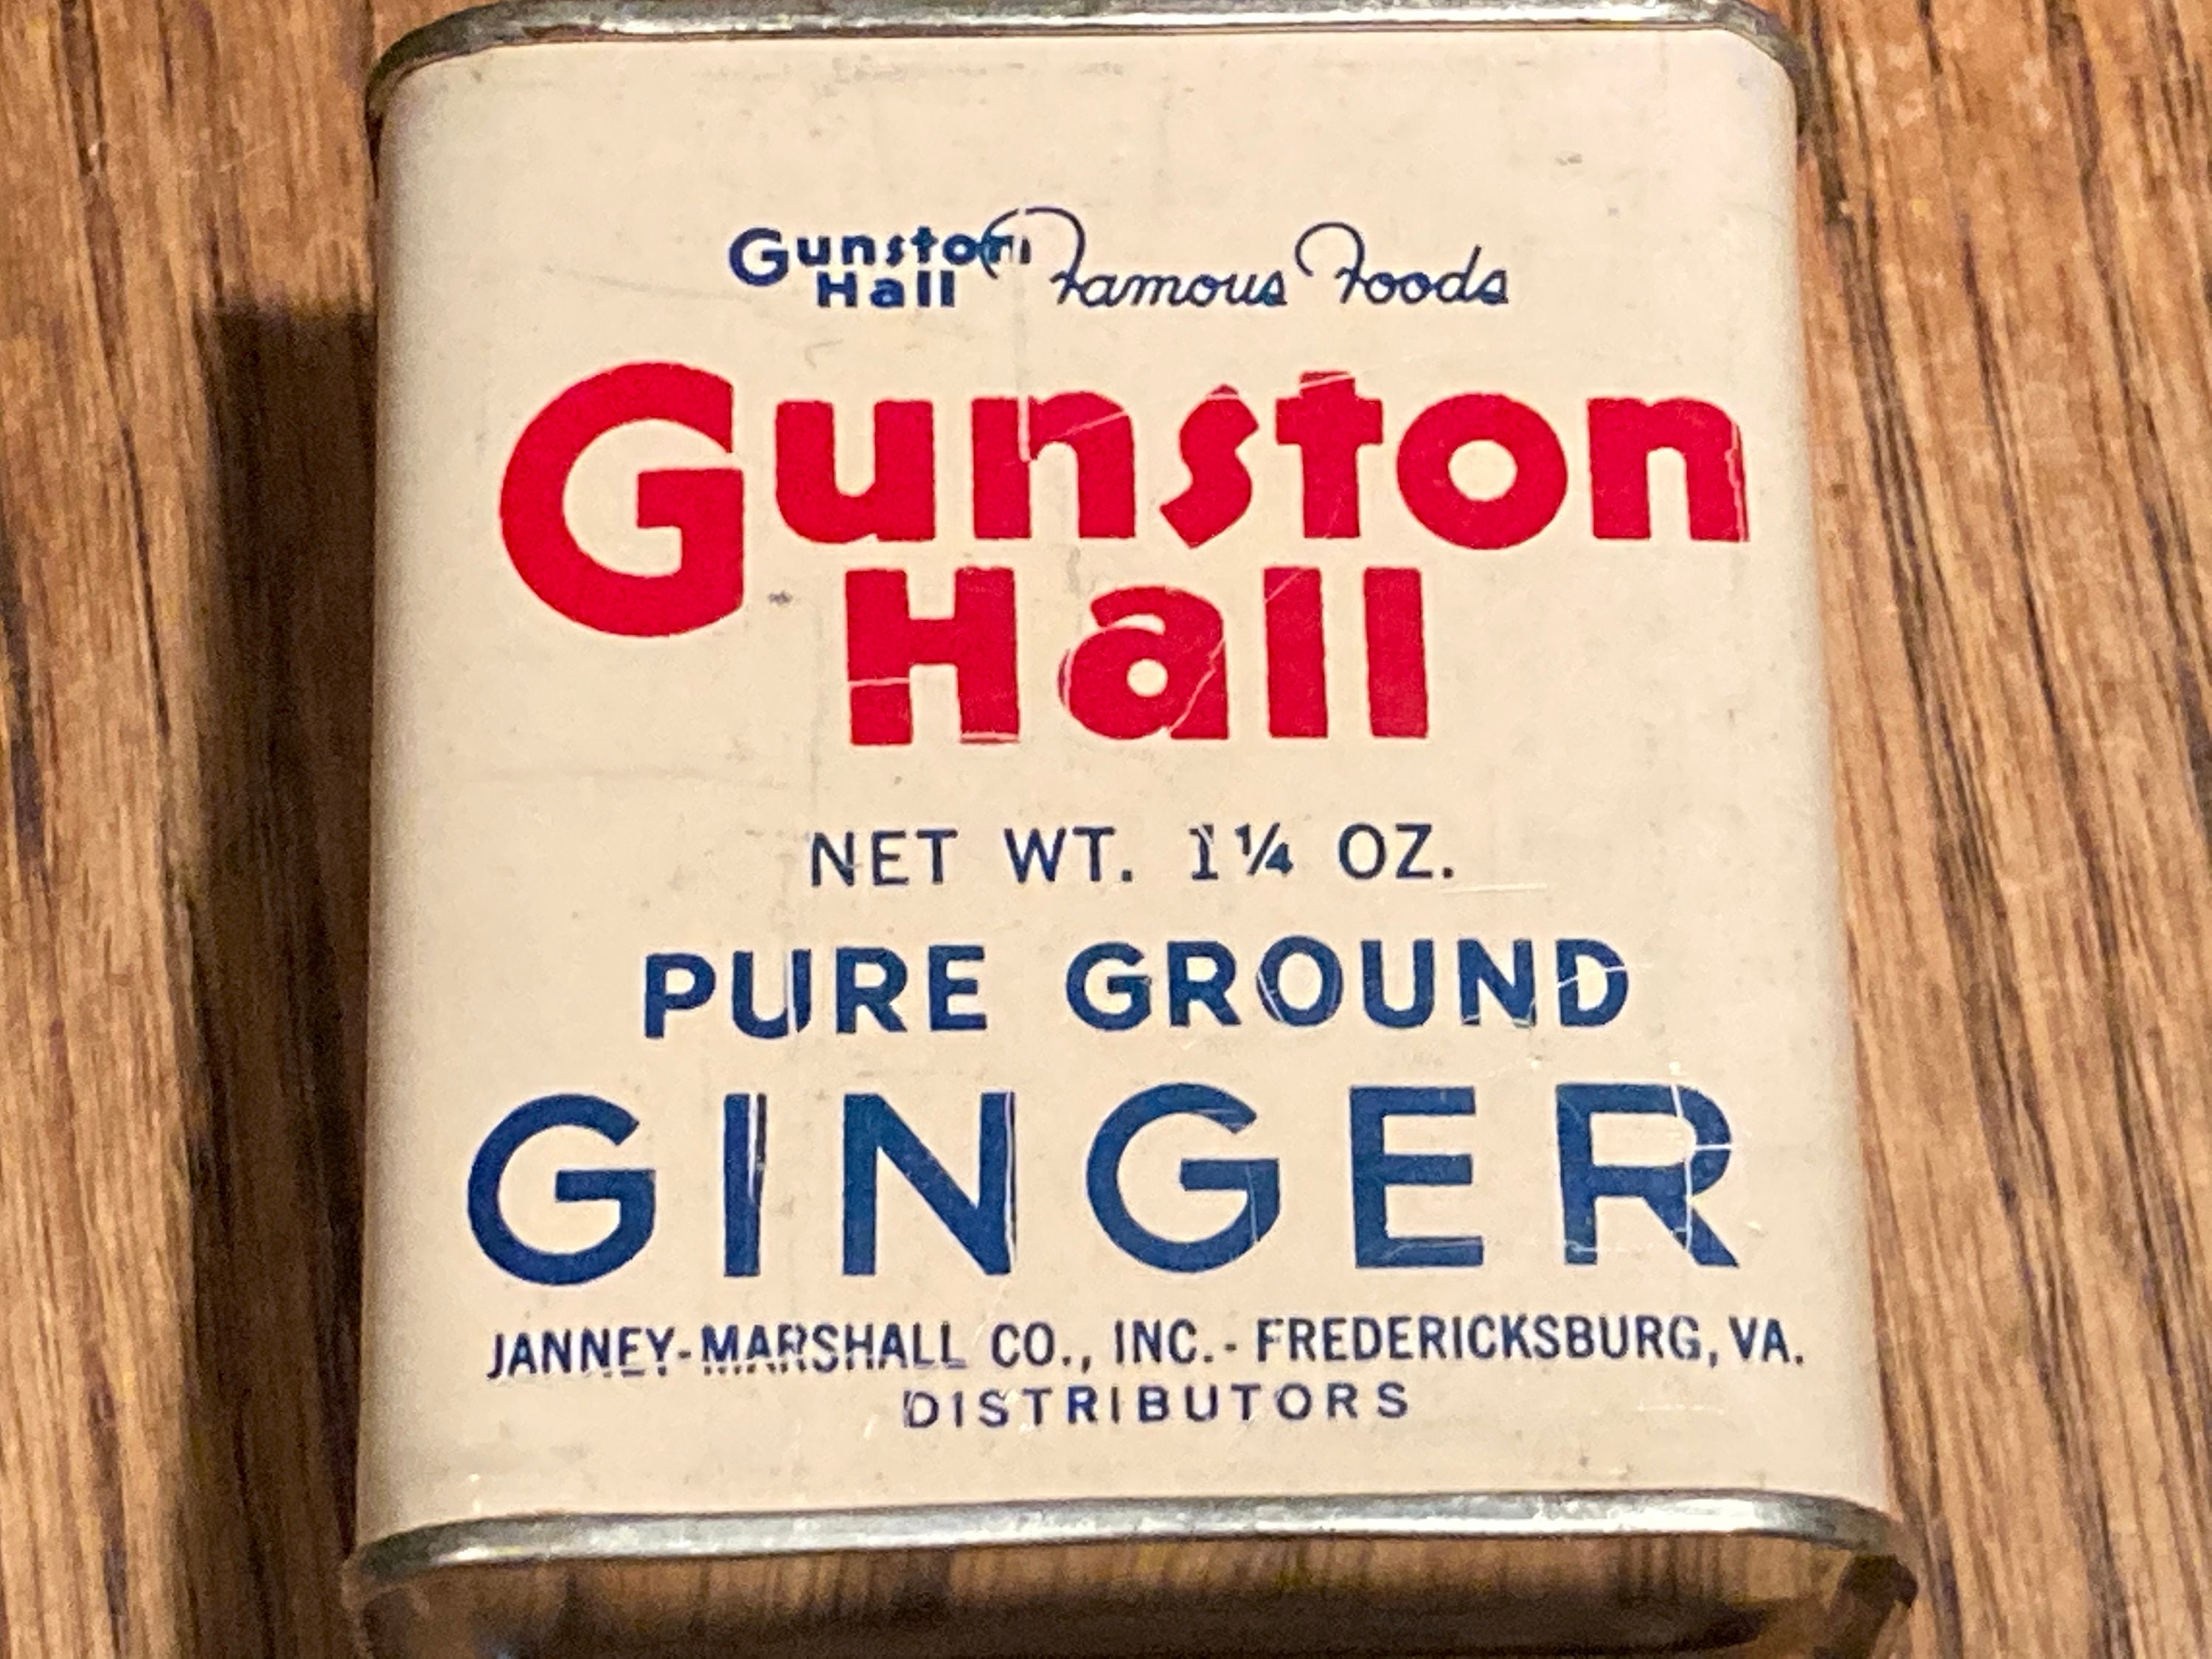 Gunston Hall Famous Foods
Gunston
Hall
NET WT. 1¼ OZ.
PURE GROUND
GINGER
JANNEY-MARSHALL CO., INC.- FREDERICKSBURG, VA.
DISTRIBUTORS